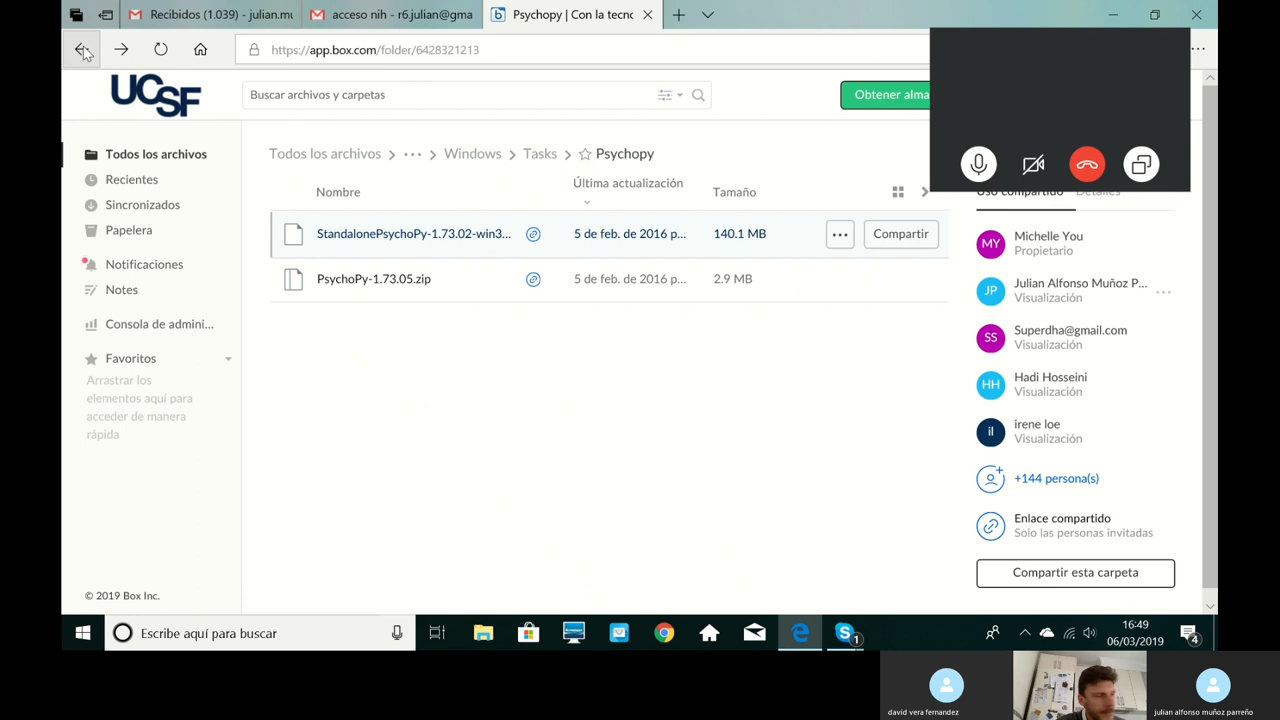 Recibidos (1.039) - julian.mu
acceso nih - r6.julian@gma
Psychopy | Con la tecno
https://app.box.com/folder/6428321213
UCSF
Buscar archivos y carpetas
Obtener alma
Todos los archivos
Recientes
Sincronizados
Papelera
Notificaciones
Notes
Consola de admini...
Favoritos
Arrastrar los
elementos aquí para
acceder de manera
rápida
© 2019 Box Inc.
Todos los archivos > ... > Windows > Tasks > Psychopy
Nombre
Última actualización
Tamaño
StandalonePsychoPy-1.73.02-win3...
5 de feb. de 2016 p...
140.1 MB
Compartir
PsychoPy-1.73.05.zip
5 de feb. de 2016 p...
2.9 MB
Uso compartido
Detalles
MY
Michelle You
Propietario
JP
Julian Alfonso Muñoz P...
Visualización
SS
Superdha@gmail.com
Visualización
HH
Hadi Hosseini
Visualización
il
irene loe
Visualización
+144 persona(s)
Enlace compartido
Solo las personas invitadas
Compartir esta carpeta
Escribe aquí para buscar
1
16:49
06/03/2019
4
david vera fernandez
julian alfonso muñoz parreño